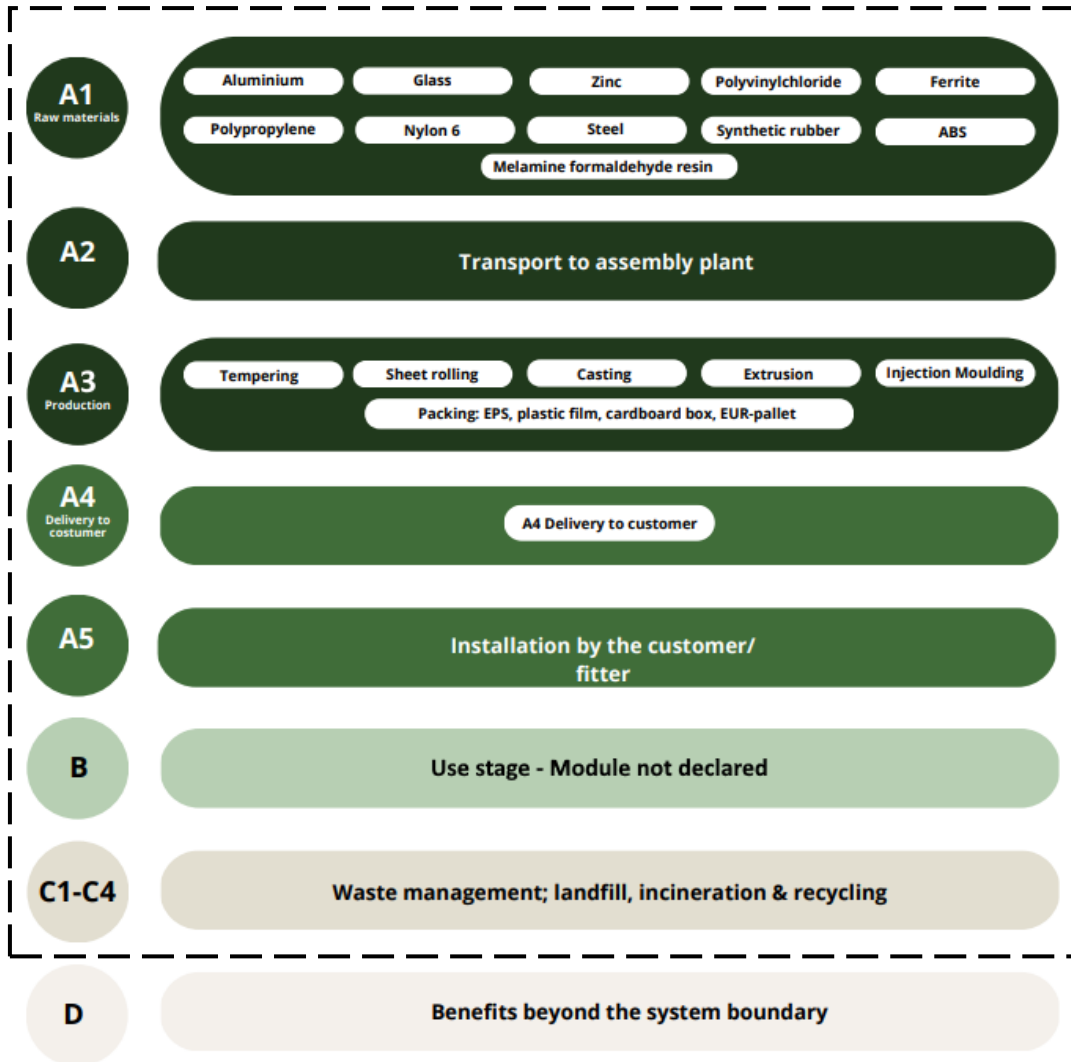 A1
Raw materials
Aluminium
Glass
Zinc
Polyvinylchloride
Ferrite
Polypropylene
Nylon 6
Steel
Synthetic rubber
ABS
Melamine formaldehyde resin
A2
Transport to assembly plant
A3
Production
Tempering
Sheet rolling
Casting
Extrusion
Injection Moulding
Packing: EPS, plastic film, cardboard box, EUR-pallet
A4
Delivery to
costumer
A4 Delivery to customer
A5
Installation by the customer/
fitter
B
Use stage - Module not declared
C1-C4
Waste management; landfill, incineration & recycling
D
Benefits beyond the system boundary